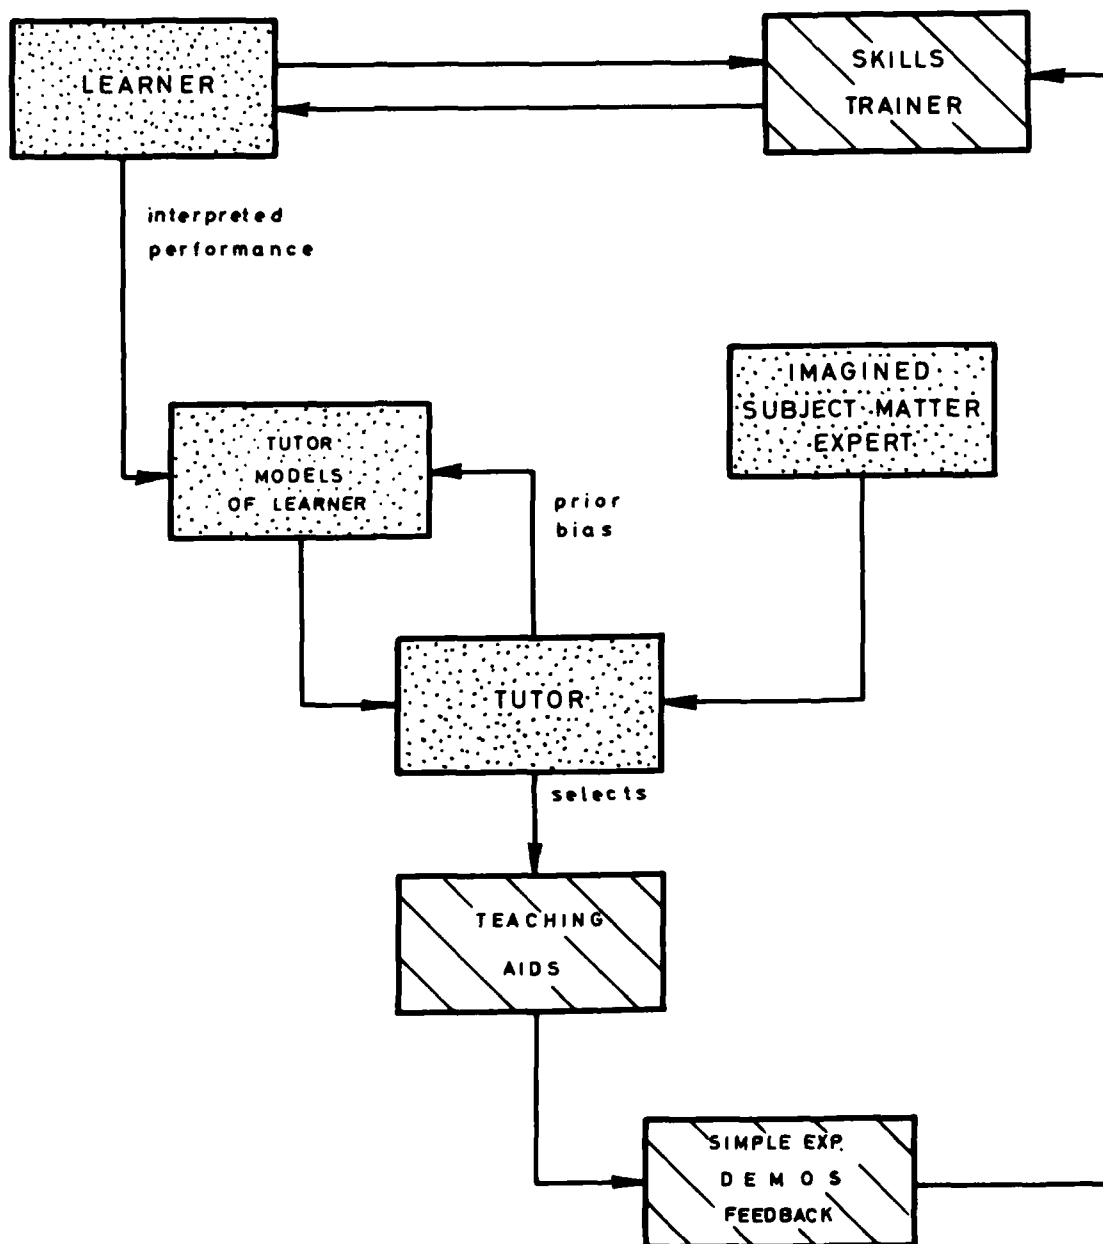 LEARNER
SKILLS
TRAINER
interpreted
performance
IMAGINED
SUBJECT MATTER
EXPERT
TUTOR
MODELS
OF LEARNER
prior
bias
TUTOR
selects
TEACHING
AIDS
SIMPLE EXP.
DEMOS
FEEDBACK